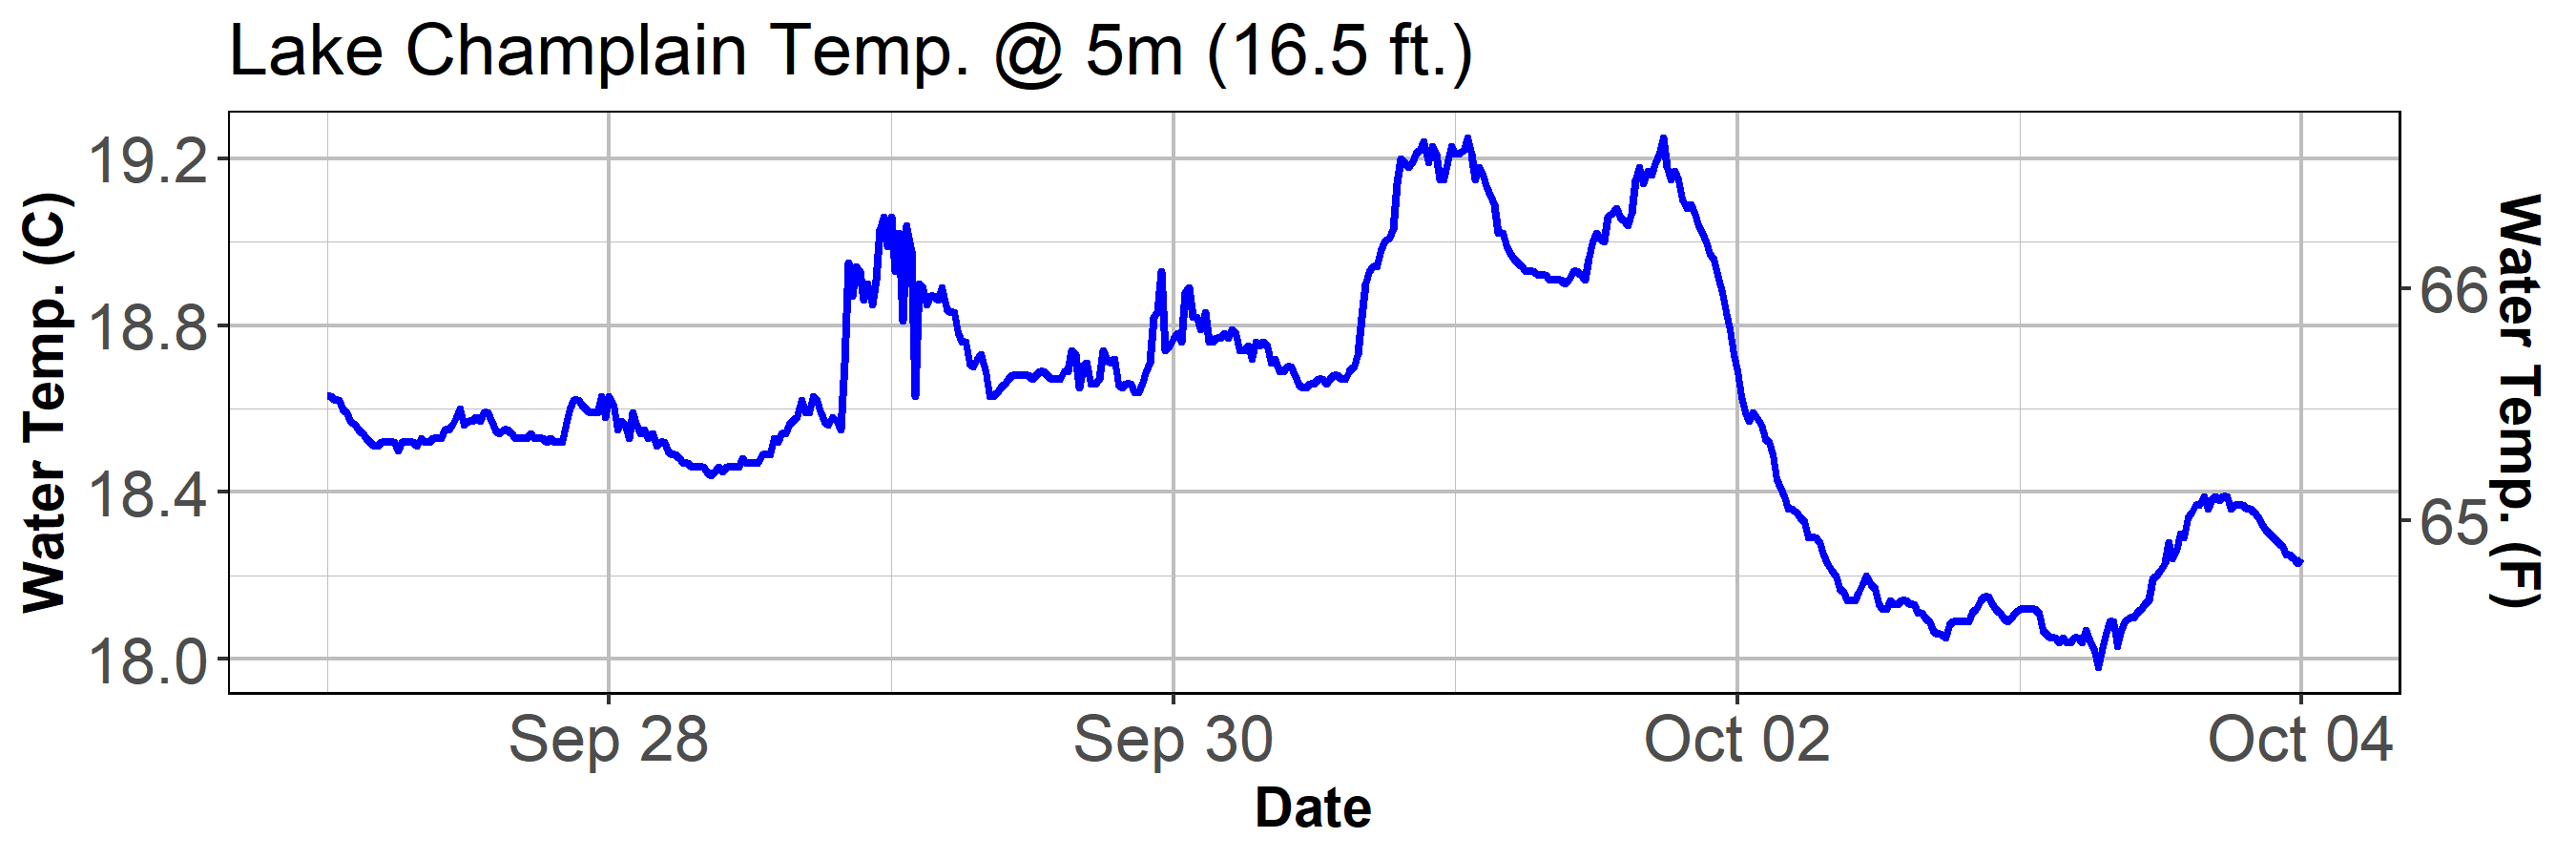 Lake Champlain Temp. @ 5m (16.5 ft.)
Water Temp. (C)
19.2
18.8
18.4
18.0
66
65
Water Temp. (F)
Sep 28 Sep 30 Oct 02 Oct 04
Date